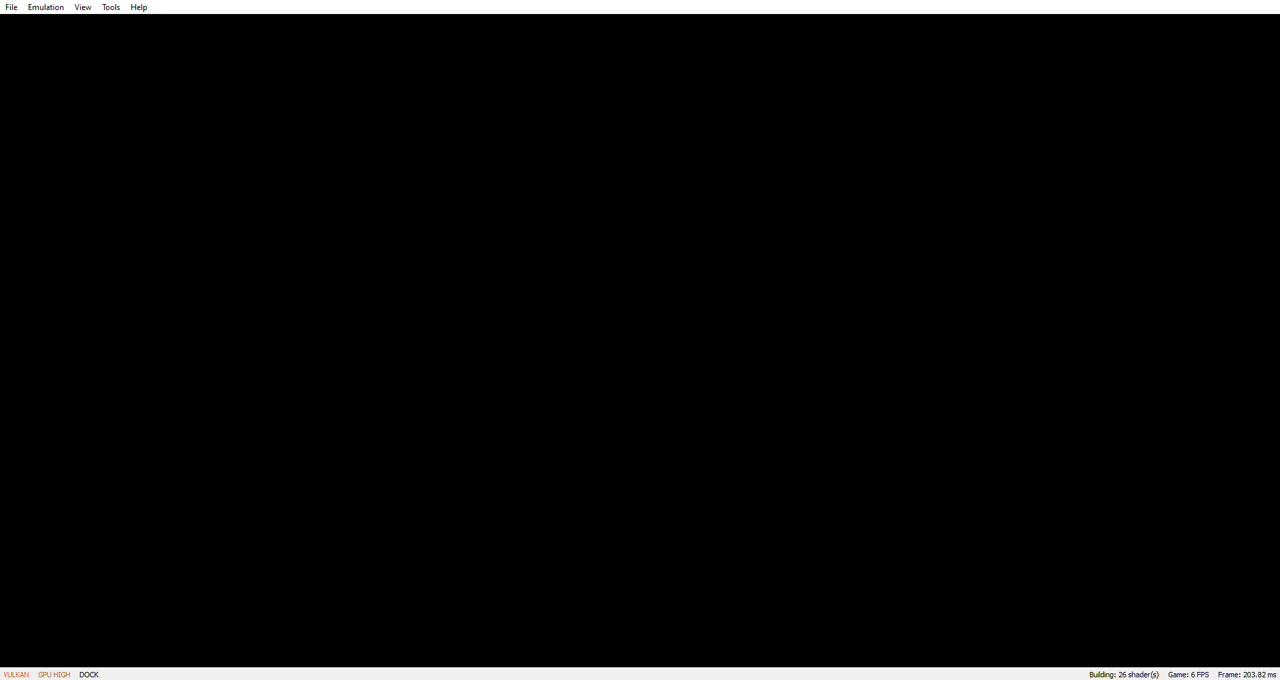 File Emulation View Tools Help
VULKAN GPU HIGH DOCK Building: 26 shader(s) Game: 6 FPS Frame: 203.82 ms